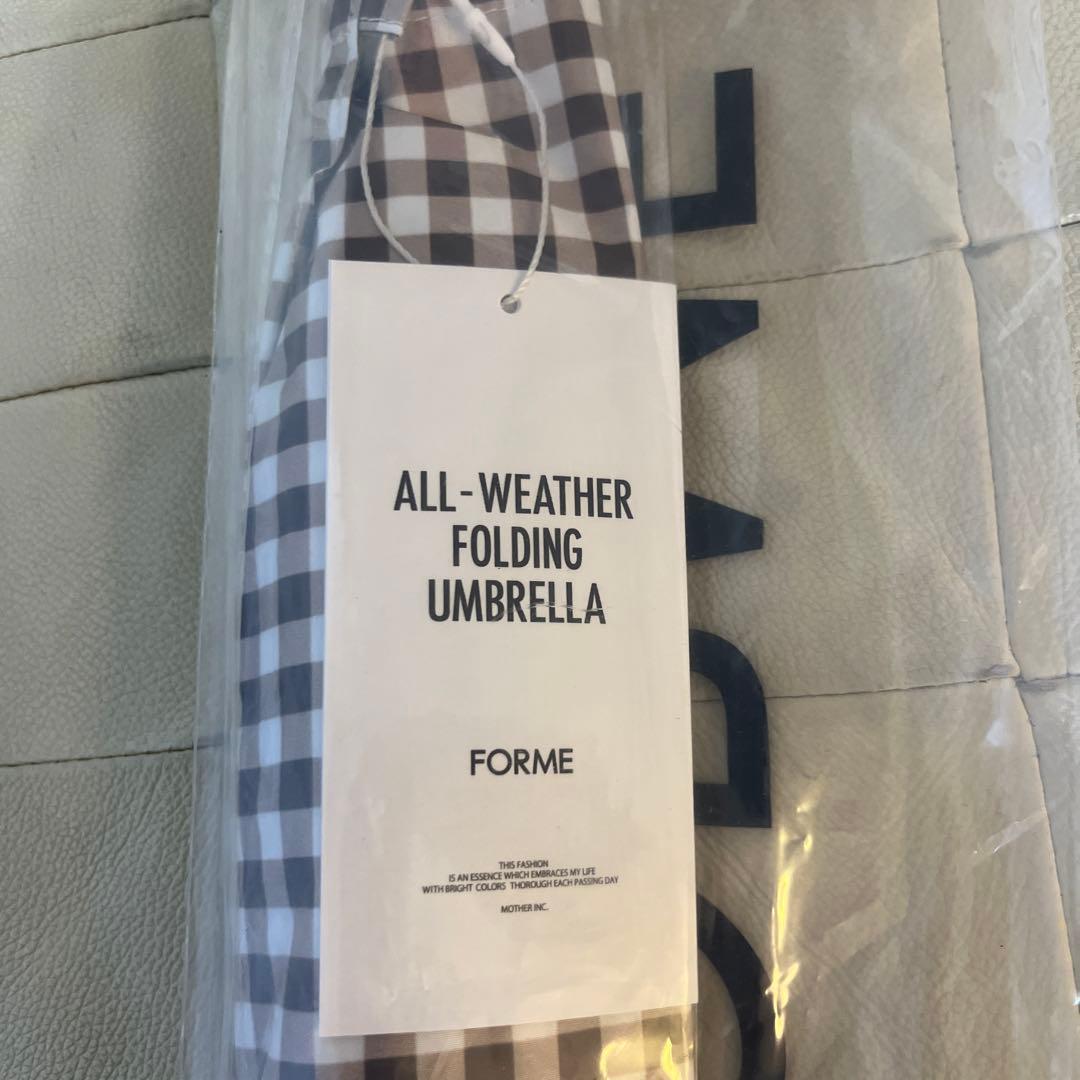 ALL-WEATHER
FOLDING
UMBRELLA
FORME
THIS FASHION
IS AN ESSENCE WHICH EMBRACES MY LIFE
WITH BRIGHT COLORS THOROUGH EACH PASSING DAY
MOTHER INC.